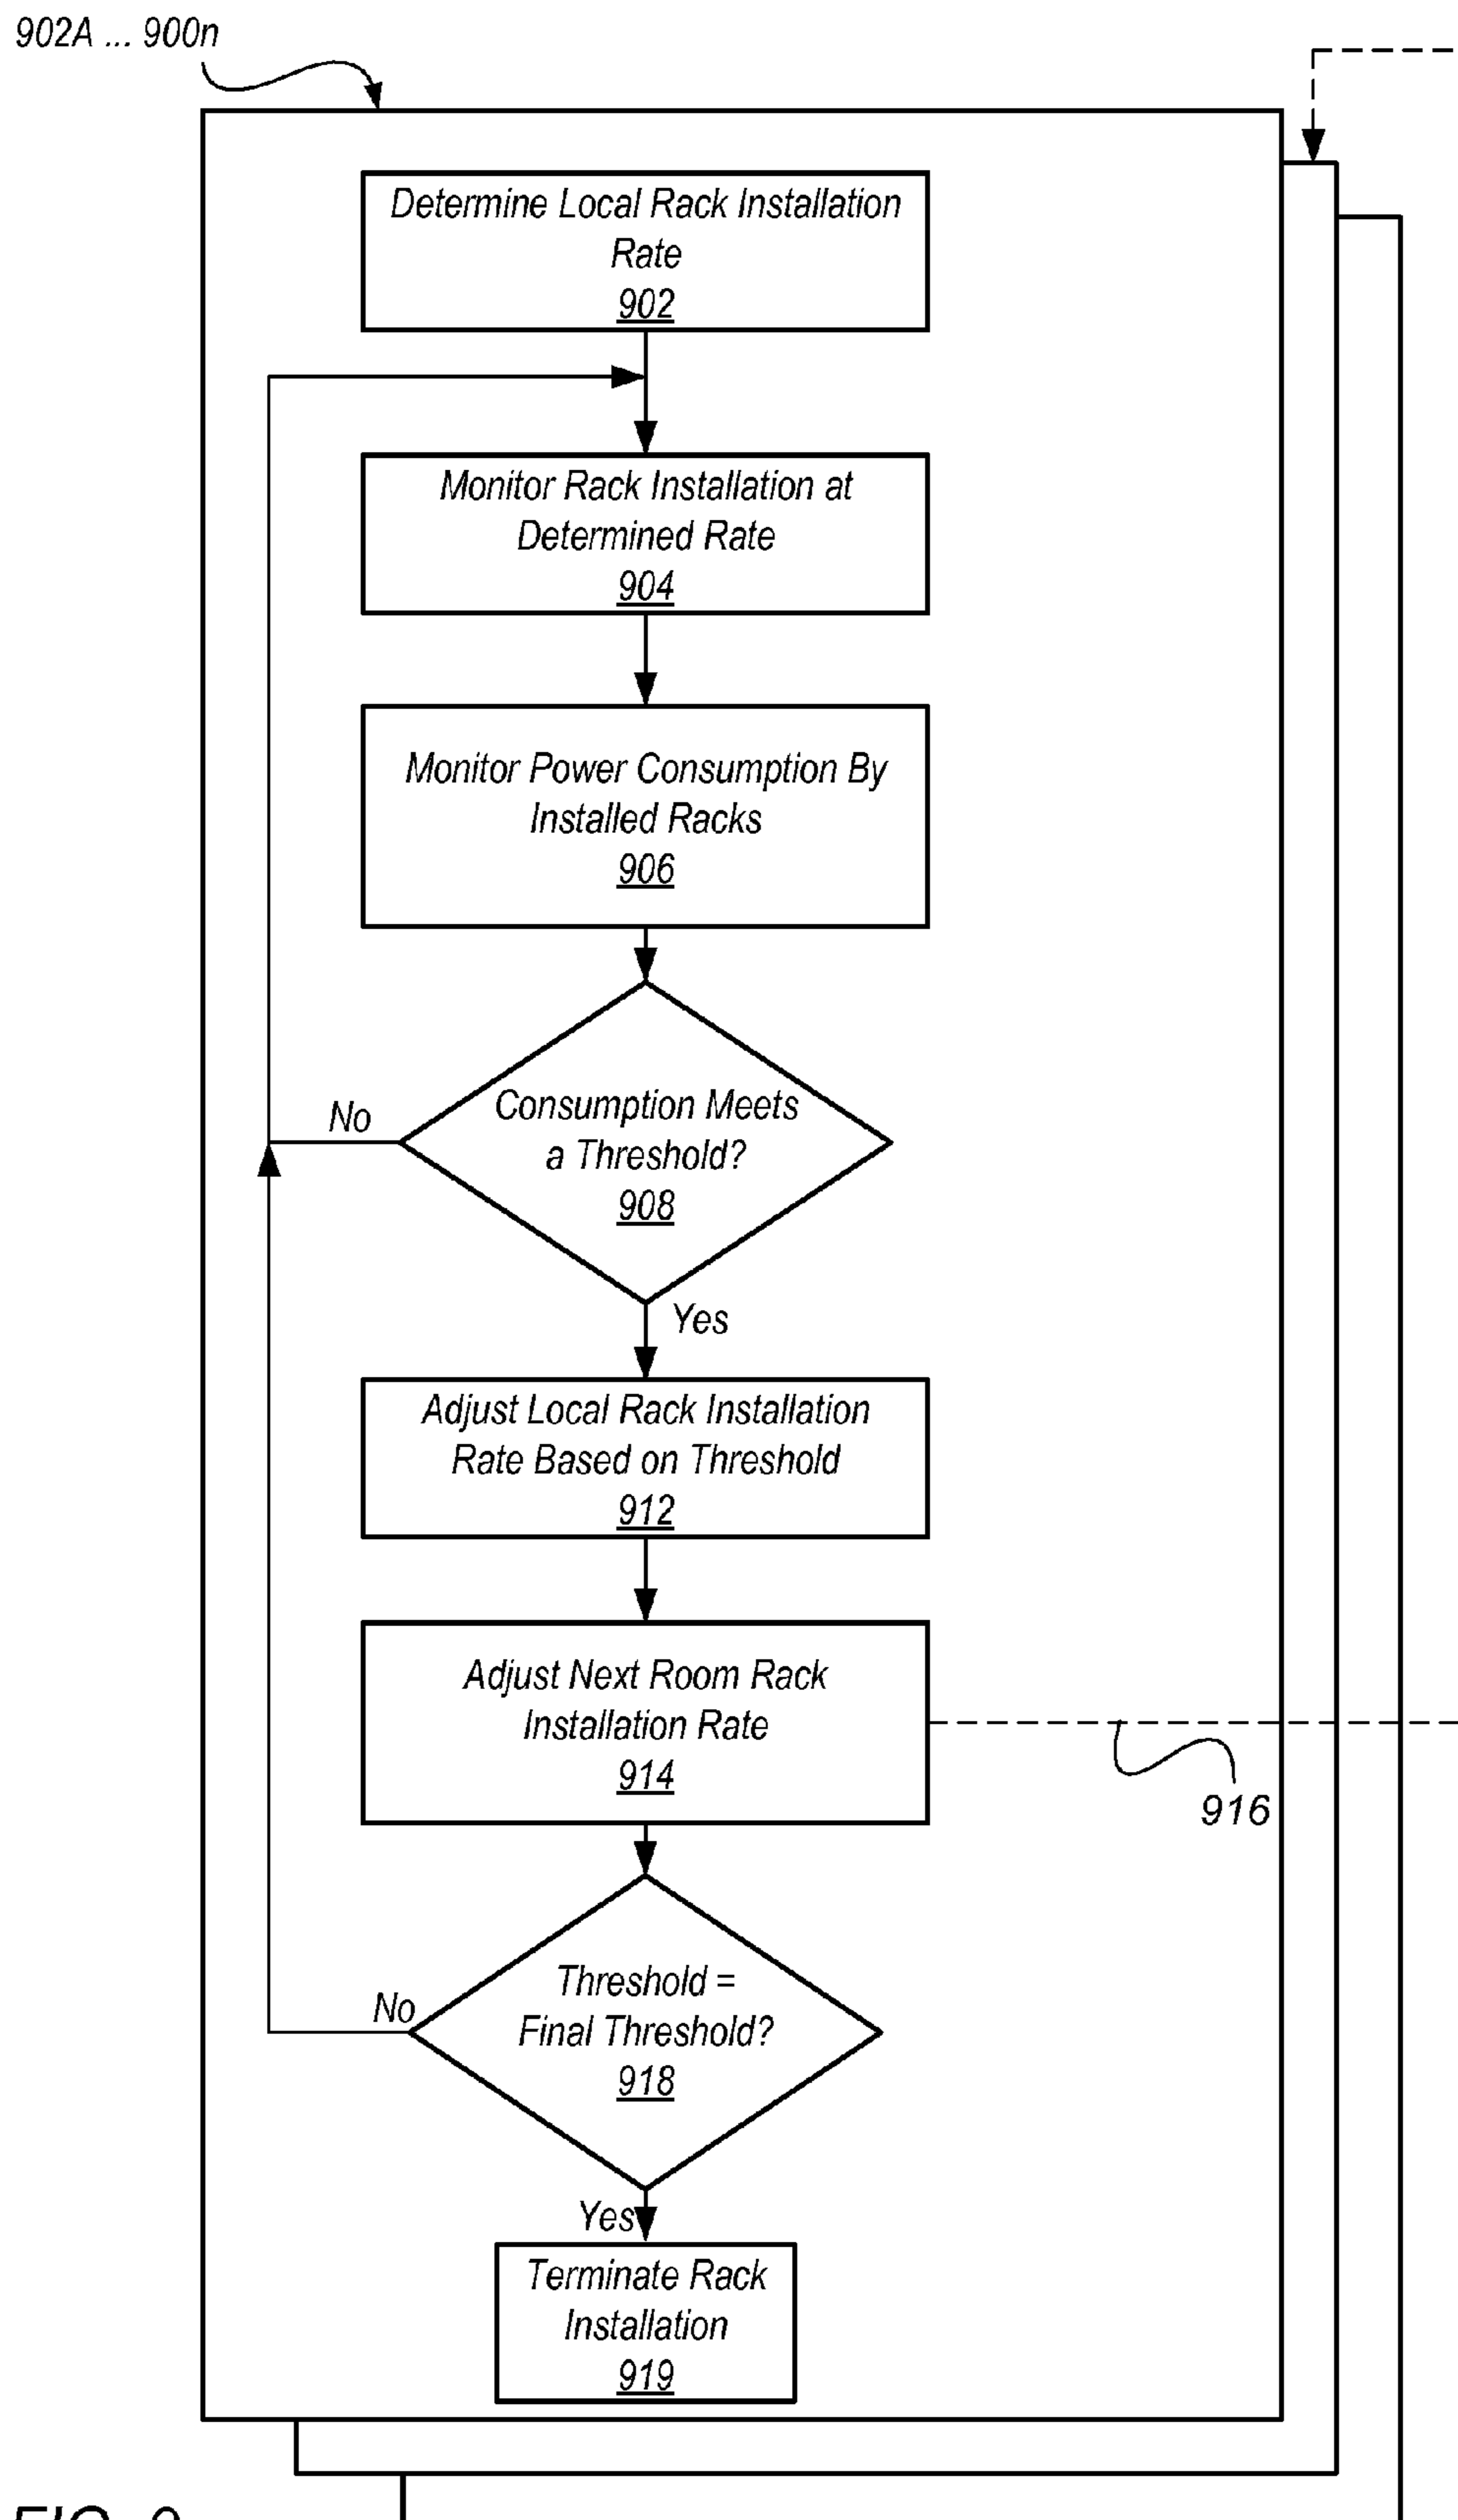 902A ... 900n
Determine Local Rack Installation
Rate
902
Monitor Rack Installation at
Determined Rate
904
Monitor Power Consumption By
Installed Racks
906
Consumption Meets
a Threshold?
908
No
Yes
Adjust Local Rack Installation
Rate Based on Threshold
912
Adjust Next Room Rack
Installation Rate
914
916
Threshold =
Final Threshold?
918
No
Yes
Terminate Rack
Installation
919